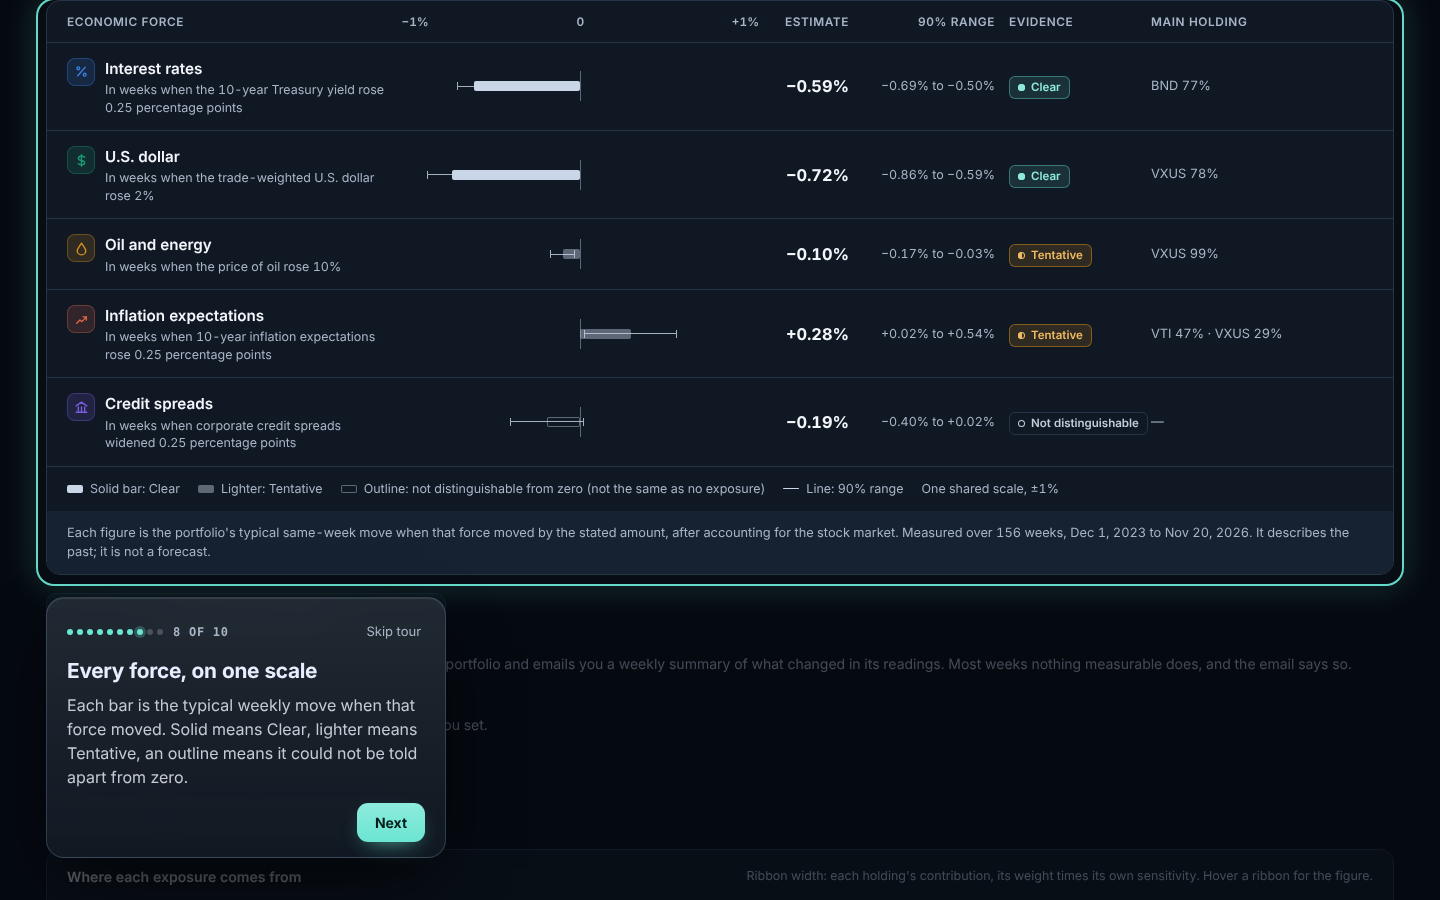 ECONOMIC FORCE −1% 0 +1% ESTIMATE 90% RANGE EVIDENCE MAIN HOLDING
Interest rates
In weeks when the 10-year Treasury yield rose
0.25 percentage points
−0.59% −0.69% to −0.50% Clear BND 77%
U.S. dollar
In weeks when the trade-weighted U.S. dollar
rose 2%
−0.72% −0.86% to −0.59% Clear VXUS 78%
Oil and energy
In weeks when the price of oil rose 10%
−0.10% −0.17% to −0.03% Tentative VXUS 99%
Inflation expectations
In weeks when 10-year inflation expectations
rose 0.25 percentage points
+0.28% +0.02% to +0.54% Tentative VTI 47% · VXUS 29%
Credit spreads
In weeks when corporate credit spreads
widened 0.25 percentage points
−0.19% −0.40% to +0.02% Not distinguishable —
Solid bar: Clear Lighter: Tentative Outline: not distinguishable from zero (not the same as no exposure) Line: 90% range One shared scale, ±1%
Each figure is the portfolio's typical same-week move when that force moved by the stated amount, after accounting for the stock market. Measured over 156 weeks, Dec 1, 2023 to Nov 20, 2026. It describes the
past; it is not a forecast.
8 OF 10 Skip tour
Every force, on one scale
Each bar is the typical weekly move when that
force moved. Solid means Clear, lighter means
Tentative, an outline means it could not be told
apart from zero.
Next
portfolio and emails you a weekly summary of what changed in its readings. Most weeks nothing measurable does, and the email says so.
you set.
Where each exposure comes from Ribbon width: each holding's contribution, its weight times its own sensitivity. Hover a ribbon for the figure.